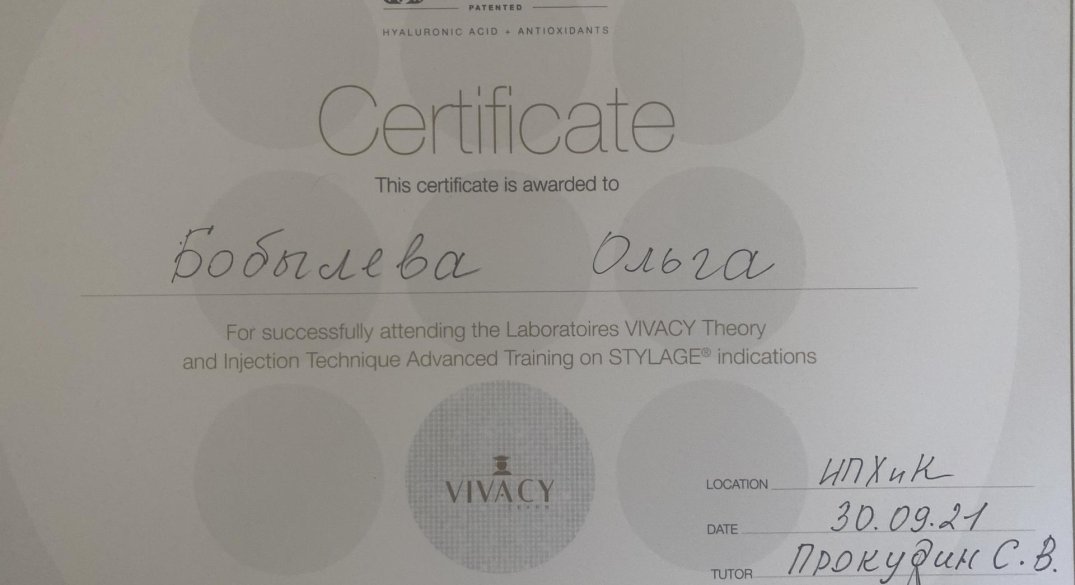 PATENTED
HYALURONIC ACID + ANTIOXIDANTS
Certificate
This certificate is awarded to
Бобылева Ольга
For successfully attending the Laboratoires VIVACY Theory
and Injection Technique Advanced Training on STYLAGE® indications
VIVACY
LOCATION ИПХиК
DATE 30.09.21
TUTOR Прокудин С.В.